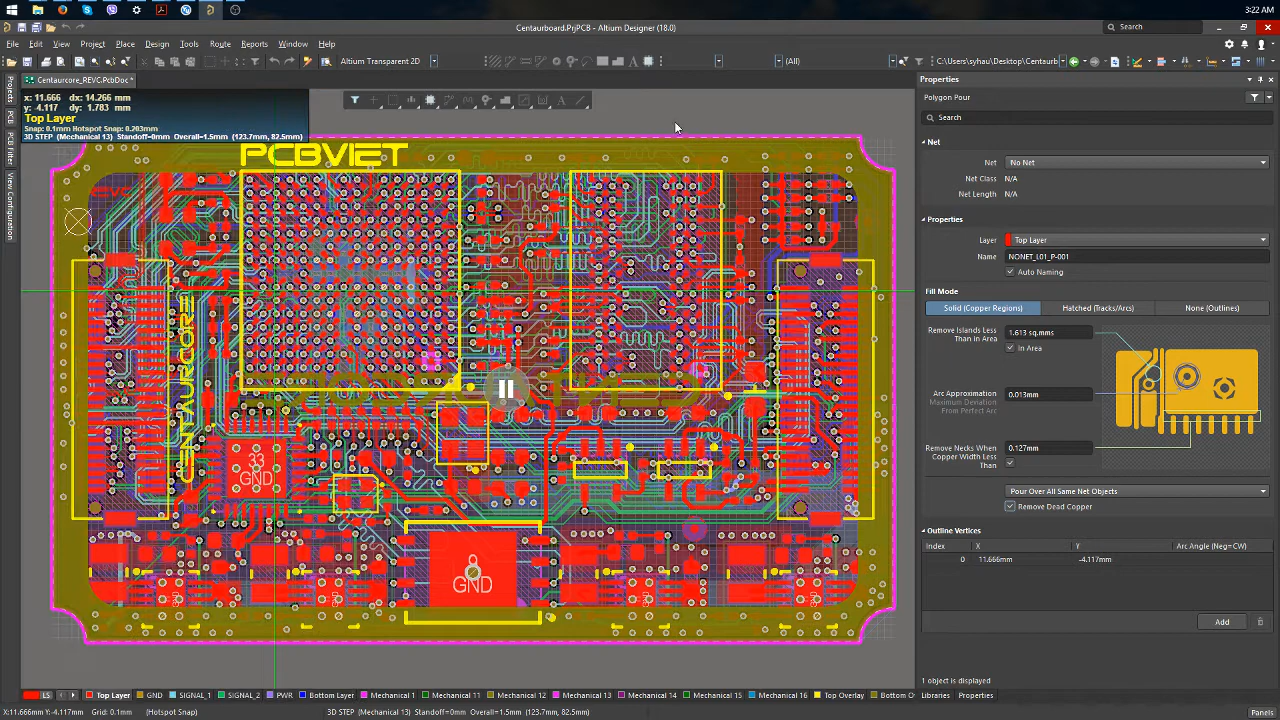 3:22 AM
Centaurboard.PrjPCB - Altium Designer (18.0)
Search
File Edit View Project Place Design Tools Route Reports Window Help
Altium Transparent 2D
(All)
C:\Users\syhau\Desktop\Centaurb
Centaurcore_REVC.PcbDoc *
Projects
PCB
PCB Filter
View Configuration
x: 11.666 dx: 14.266 mm
y: -4.117 dy: 1.783 mm
Top Layer
Snap: 0.1mm Hotspot Snap: 0.203mm
3D STEP (Mechanical 13) Standoff=0mm Overall=1.5mm (123.7mm, 82.5mm)
PCBVIET
CENTAURCORE
33
GND
8
GND
Properties
Polygon Pour
Search
Net
Net No Net
Net Class N/A
Net Length N/A
Properties
Layer Top Layer
Name NONET_L01_P-001
Auto Naming
Fill Mode
Solid (Copper Regions) Hatched (Tracks/Arcs) None (Outlines)
Remove Islands Less Than in Area 1.613 sq.mms
In Area
Arc Approximation 0.013mm
Maximum Deviation
From Perfect Arc
Remove Necks When Copper Width Less Than 0.127mm
Pour Over All Same Net Objects
Remove Dead Copper
Outline Vertices
Index X Y Arc Angle (Neg=CW)
0 11.666mm -4.117mm
Add
1 object is displayed
LS Top Layer GND SIGNAL_1 SIGNAL_2 PWR Bottom Layer Mechanical 1 Mechanical 11 Mechanical 12 Mechanical 13 Mechanical 14 Mechanical 15 Mechanical 16 Top Overlay Bottom O
Libraries Properties
X:11.666mm Y:-4.117mm Grid: 0.1mm (Hotspot Snap) 3D STEP (Mechanical 13) Standoff=0mm Overall=1.5mm (123.7mm, 82.5mm) Panels